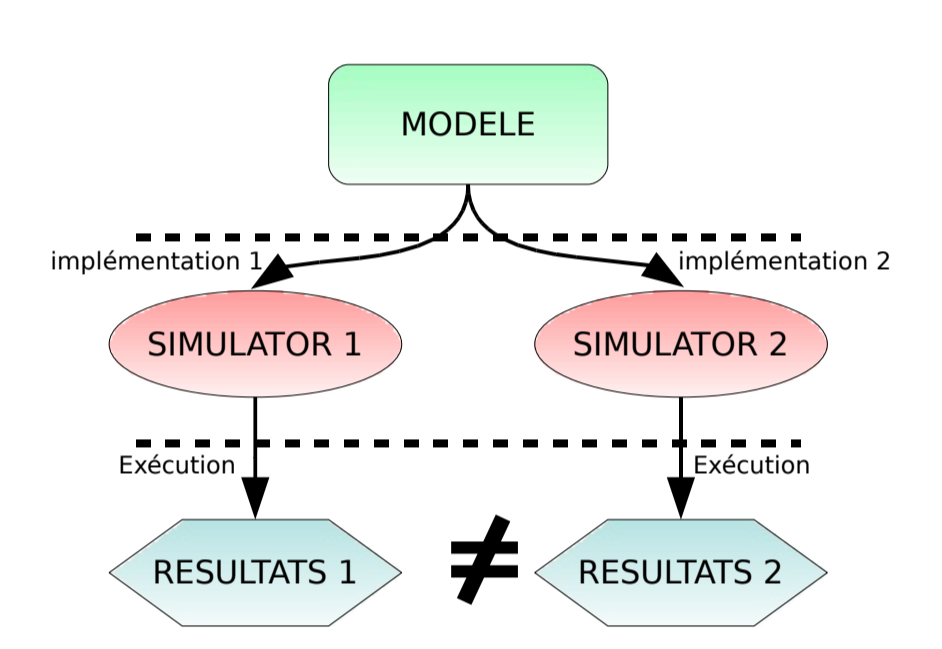 MODELE
implémentation 1
implémentation 2
SIMULATOR 1
SIMULATOR 2
Exécution
Exécution
RESULTATS 1
≠
RESULTATS 2